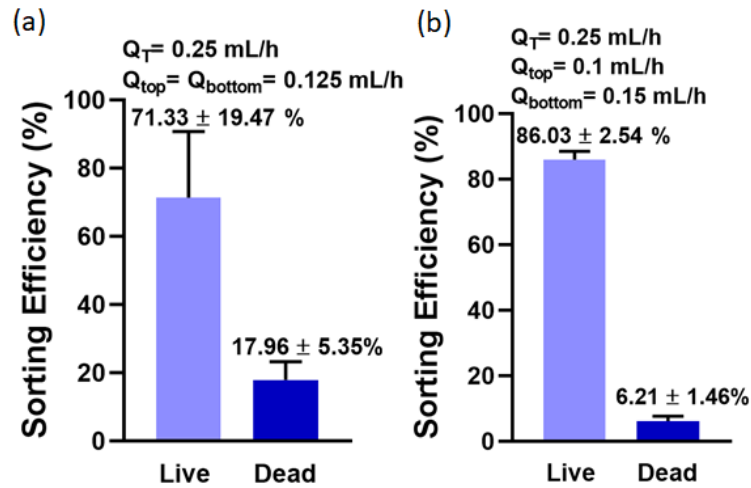 (a)
Q_T= 0.25 mL/h
Q_top= Q_bottom= 0.125 mL/h
Sorting Efficiency (%)
100
80
60
40
20
0
71.33 ± 19.47 %
17.96 ± 5.35%
Live Dead
(b)
Q_T= 0.25 mL/h
Q_top= 0.1 mL/h
Q_bottom= 0.15 mL/h
Sorting Efficiency (%)
100
80
60
40
20
0
86.03 ± 2.54 %
6.21 ± 1.46%
Live Dead